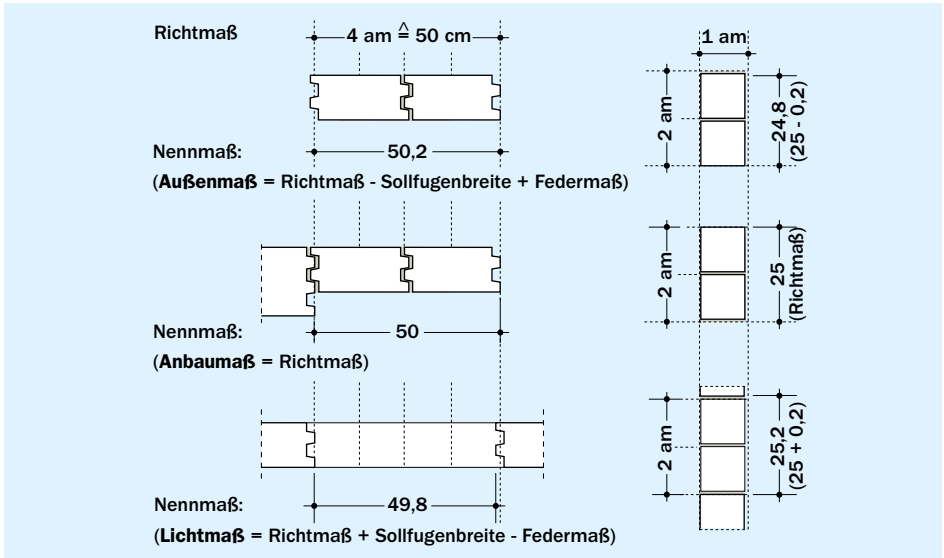 Richtmaß
4 am ≙ 50 cm
1 am
2 am
24,8
(25 - 0,2)
Nennmaß:
50,2
(Außenmaß = Richtmaß - Sollfugenbreite + Federmaß)
2 am
25
(Richtmaß)
Nennmaß:
50
(Anbaumaß = Richtmaß)
2 am
25,2
(25 + 0,2)
Nennmaß:
49,8
(Lichtmaß = Richtmaß + Sollfugenbreite - Federmaß)